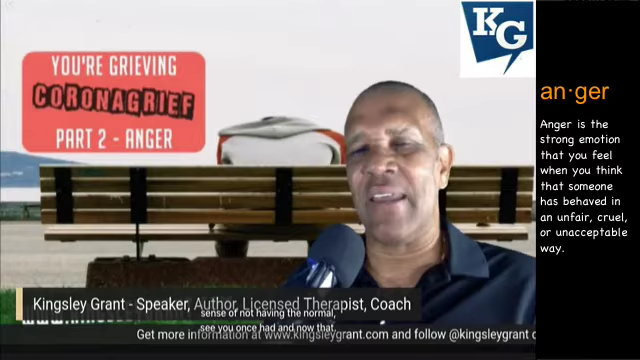 KG
YOU'RE GRIEVING
CORONAGRIEF
PART 2 - ANGER
an·ger
Anger is the
strong emotion
that you feel
when you think
that someone
has behaved in
an unfair, cruel,
or unacceptable
way.
Kingsley Grant - Speaker, Author, Licensed Therapist, Coach
sense of not having the normal,
see you once had and now that
Get more information at www.kingsleygrant.com and follow @kingsleygrant